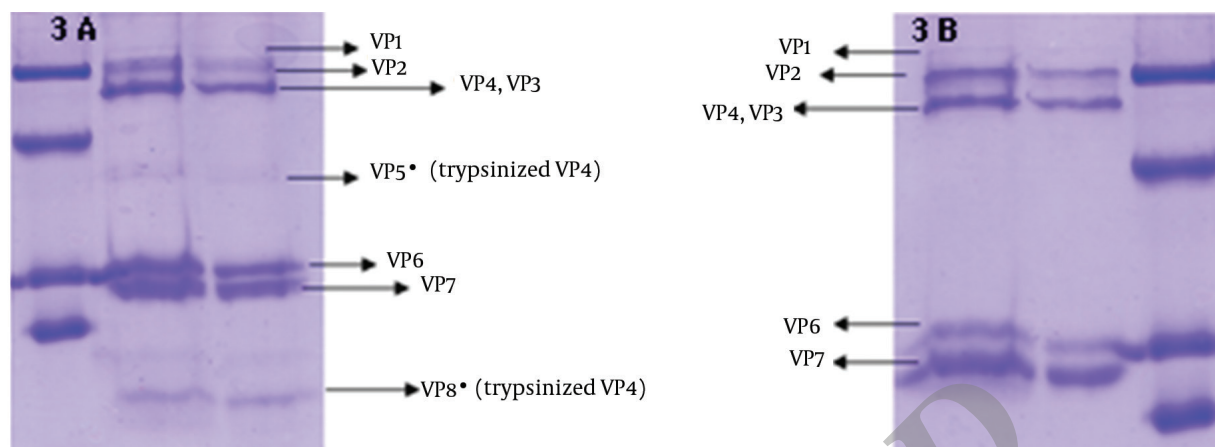 3 A
VP1
VP2
VP4, VP3
VP5• (trypsinized VP4)
VP6
VP7
VP8• (trypsinized VP4)
3 B
VP1
VP2
VP4, VP3
VP6
VP7
D